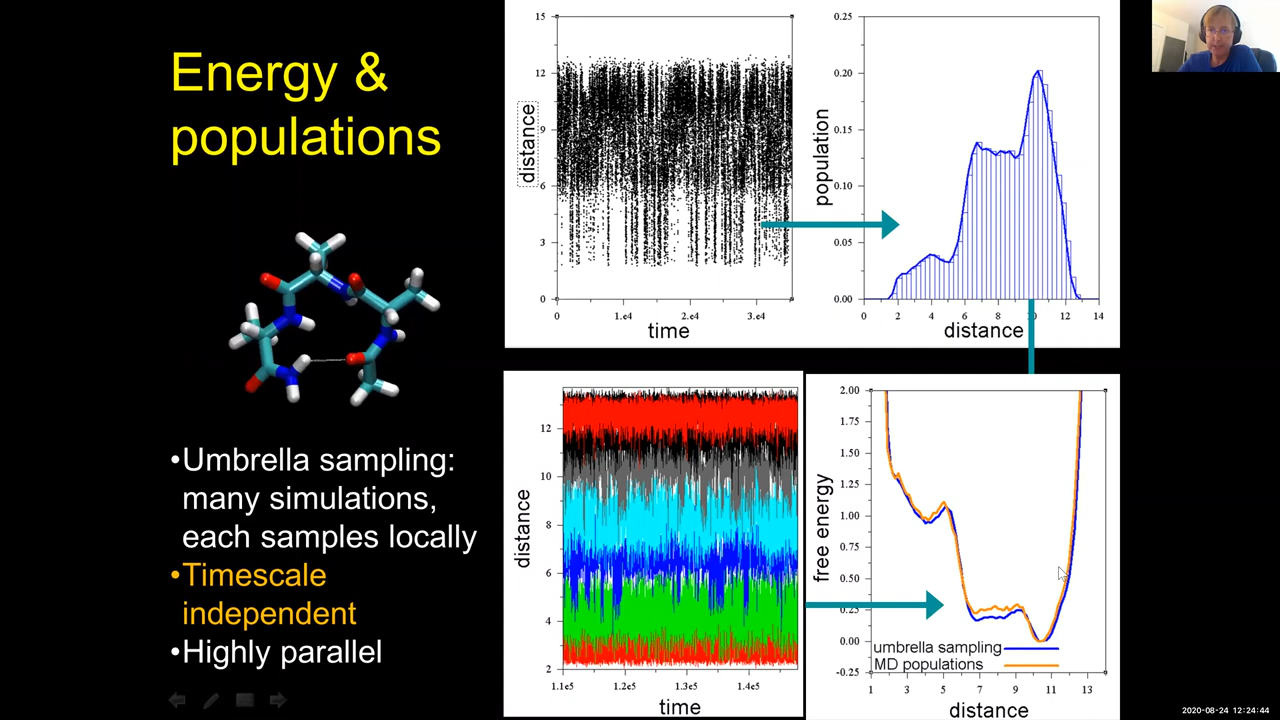 Energy &
populations
•Umbrella sampling:
many simulations,
each samples locally
•Timescale
independent
•Highly parallel
15
12
9
6
3
0
distance
0 1.e4 2.e4 3.e4
time
0.25
0.20
0.15
0.10
0.05
0.00
population
0 2 4 6 8 10 12 14
distance
12
10
8
6
4
2
distance
1.1e5 1.2e5 1.3e5 1.4e5
time
2.00
1.75
1.50
1.25
1.00
0.75
0.50
0.25
0.00
-0.25
free energy
umbrella sampling
MD populations
1 3 5 7 9 11 13
distance
2020-08-24 12:24:44